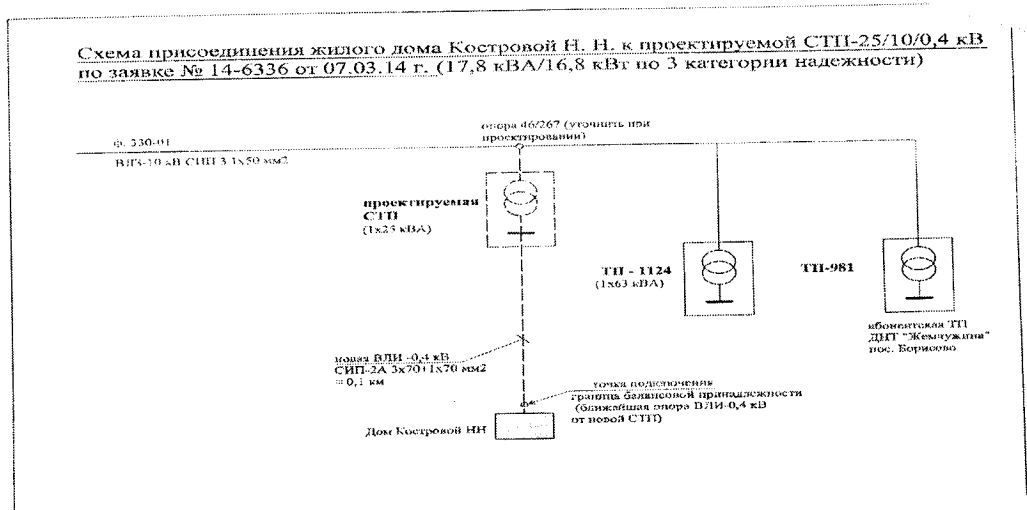 Схема присоединения жилого дома Костровой Н. Н. к проектируемой СТП-25/10/0,4 кВ
по заявке № 14-6336 от 07.03.14 г. (17,8 кВА/16,8 кВт по 3 категории надежности)
опора 46/267 (уточнить при
проектировании)
ф. 330-01
ВЛЗ-10 кВ СИП 3 1х50 мм2
проектируемая
СТП
(1х25 кВА)
ТП - 1124
(1х63 кВА)
ТП-981
абонентская ТП
ДНТ "Жемчужина"
пос. Борисово
новая ВЛИ -0,4 кВ
СИП-2А 3х70+1х70 мм2
≈ 0,1 км
точка подключения
граница балансовой принадлежности
(ближайшая опора ВЛИ-0,4 кВ
от новой СТП)
Дом Костровой НН